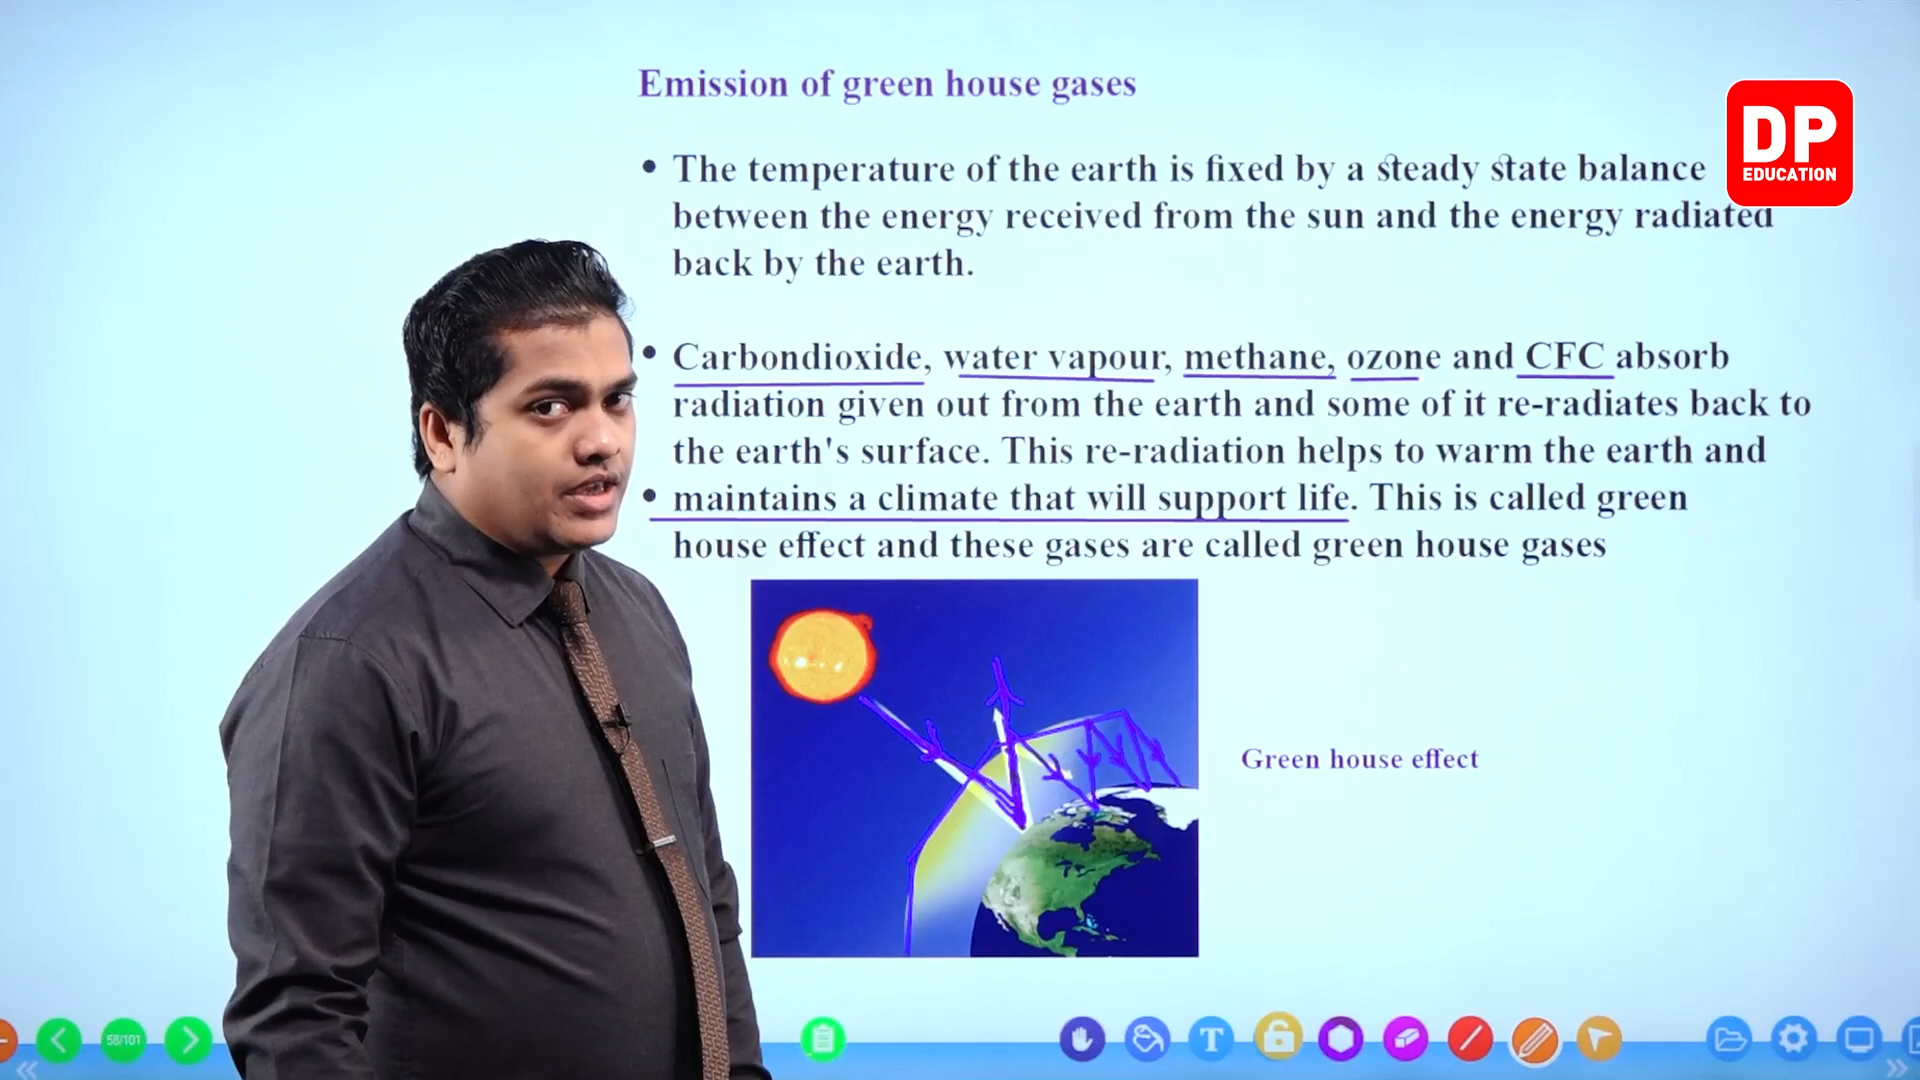 Emission of green house gases
DP
EDUCATION
• The temperature of the earth is fixed by a steady state balance
between the energy received from the sun and the energy radiated
back by the earth.
• Carbondioxide, water vapour, methane, ozone and CFC absorb
radiation given out from the earth and some of it re-radiates back to
the earth's surface. This re-radiation helps to warm the earth and
• maintains a climate that will support life. This is called green
house effect and these gases are called green house gases
Green house effect
58/101
T